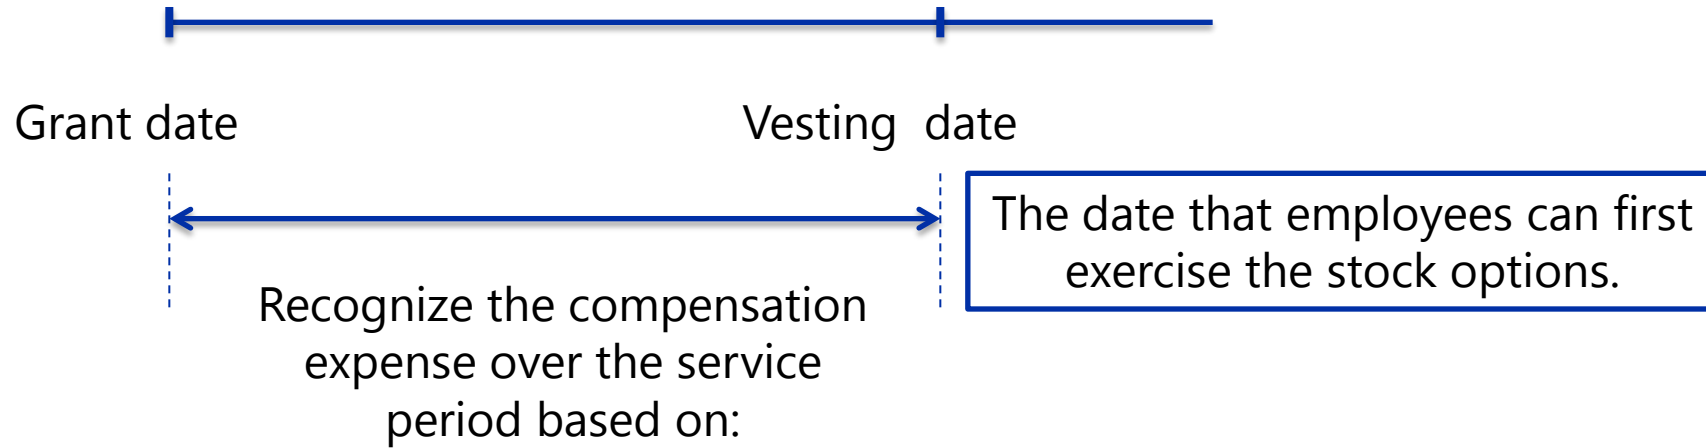 Grant date
Vesting date
The date that employees can first
exercise the stock options.
Recognize the compensation
expense over the service
period based on: